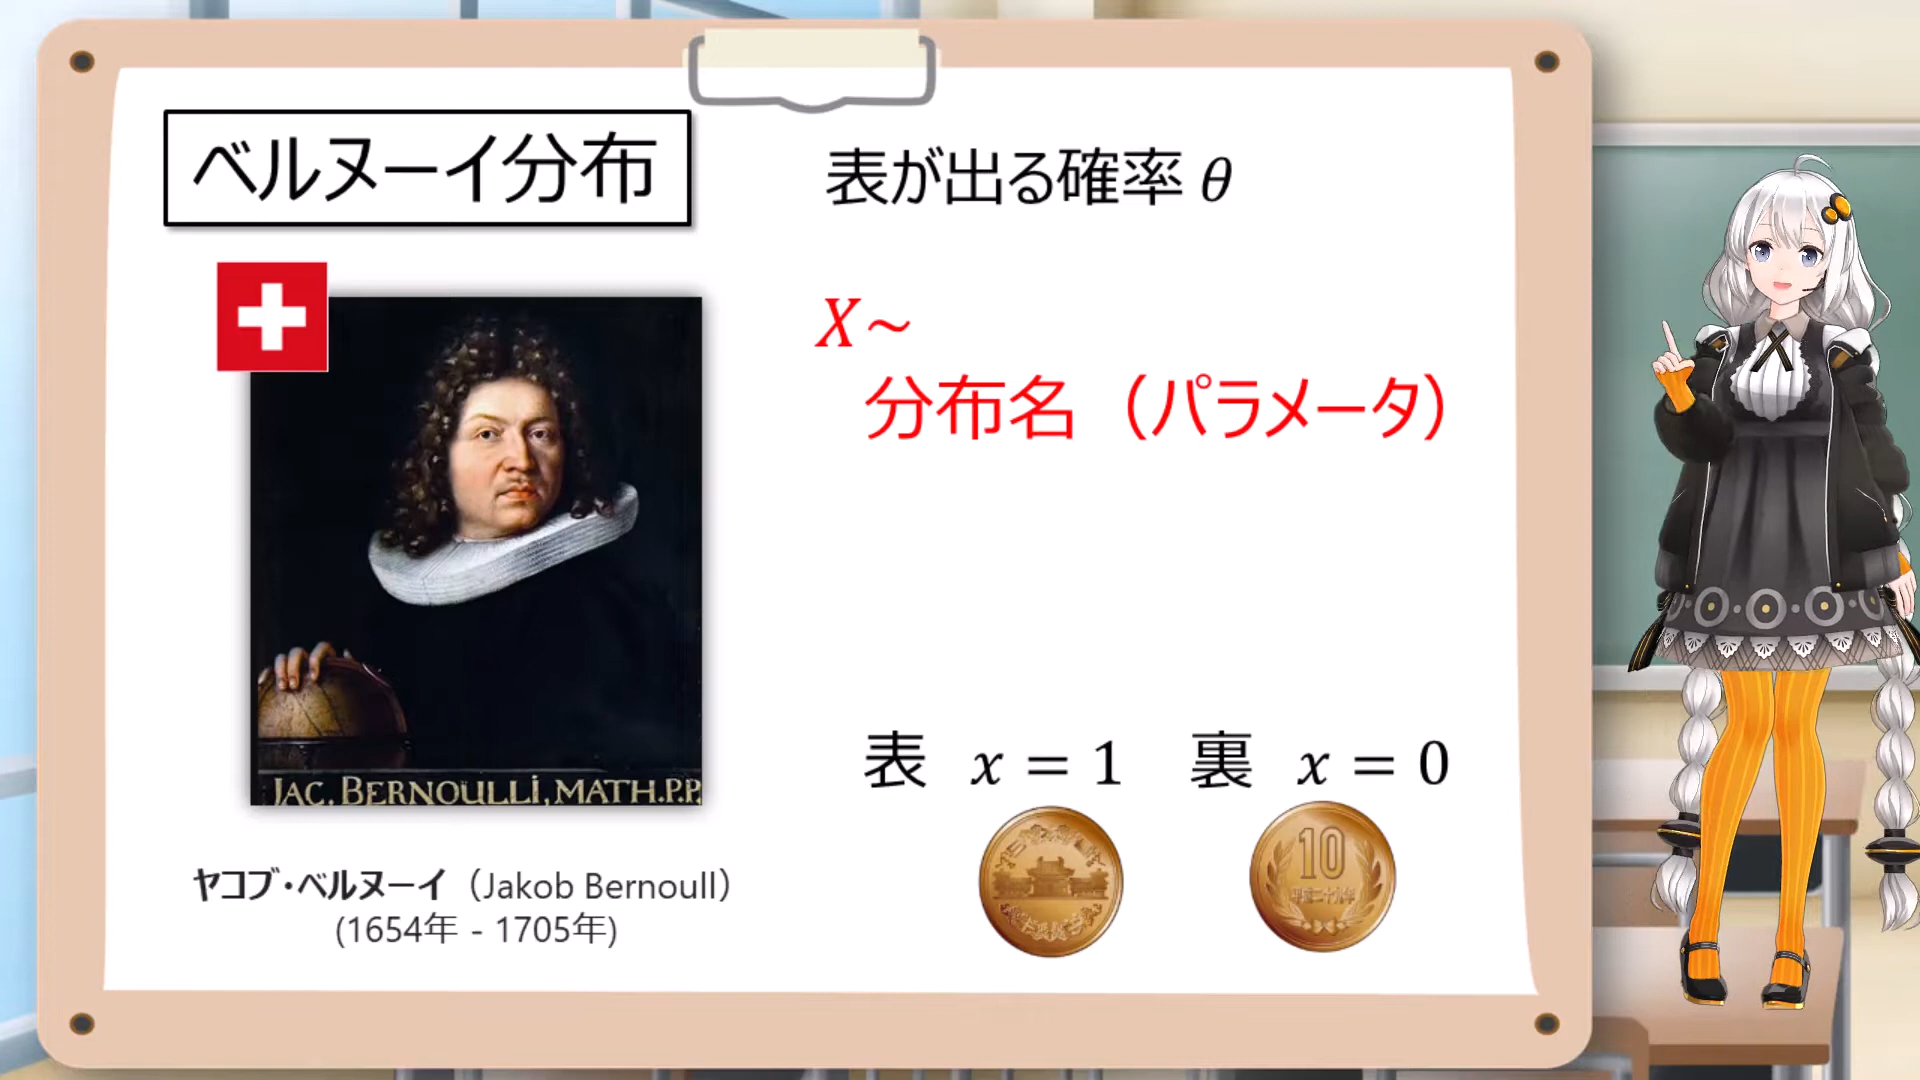 ベルヌーイ分布
表が出る確率 θ
X~
分布名（パラメータ）
JAC. BERNOULLI, MATH.P.P.
表 x = 1 裏 x = 0
10
ヤコブ・ベルヌーイ（Jakob Bernoull）
(1654年 - 1705年)